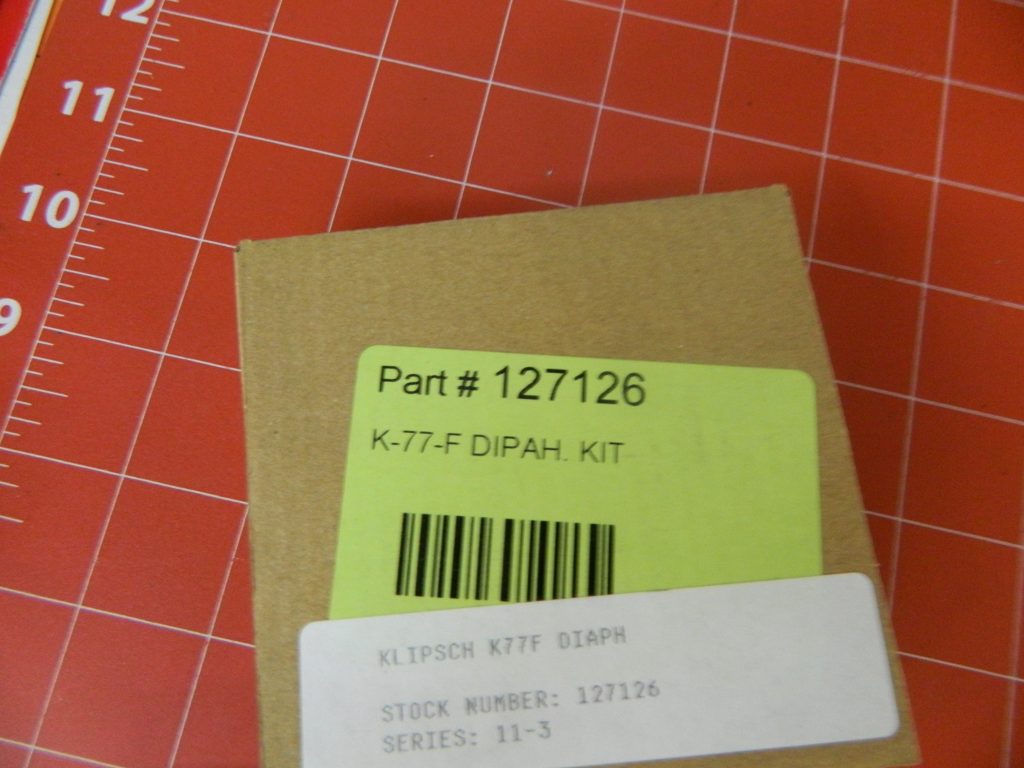 12
11
10
9
Part # 127126
K-77-F DIPAH. KIT
KLIPSCH K77F DIAPH
STOCK NUMBER: 127126
SERIES: 11-3